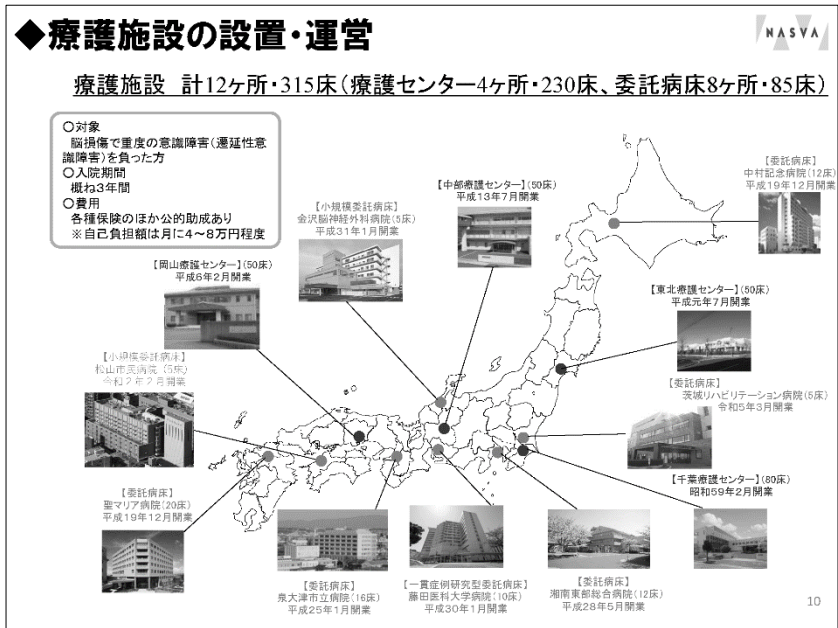 ◆療護施設の設置・運営
NASVA
療護施設 計12ヶ所・315床(療護センター4ヶ所・230床、委託病床8ヶ所・85床)
○対象
脳損傷で重度の意識障害(遷延性意
識障害)を負った方
○入院期間
概ね3年間
○費用
各種保険のほか公的助成あり
※自己負担額は月に4～8万円程度
【小規模委託病床】
金沢脳神経外科病院(5床)
平成31年1月開業
【中部療護センター】(50床)
平成13年7月開業
【委託病床】
中村記念病院(12床)
平成19年12月開業
【岡山療護センター】(50床)
平成6年2月開業
【東北療護センター】(50床)
平成元年7月開業
【小規模委託病床】
松山市民病院(5床)
令和2年2月開業
【委託病床】
茨城リハビリテーション病院(5床)
令和5年3月開業
【千葉療護センター】(80床)
昭和59年2月開業
【委託病床】
聖マリア病院(20床)
平成19年12月開業
【委託病床】
泉大津市立病院(16床)
平成25年1月開業
【一貫症例研究型委託病床】
藤田医科大学病院(10床)
平成30年1月開業
【委託病床】
湘南東部総合病院(12床)
平成28年5月開業
10